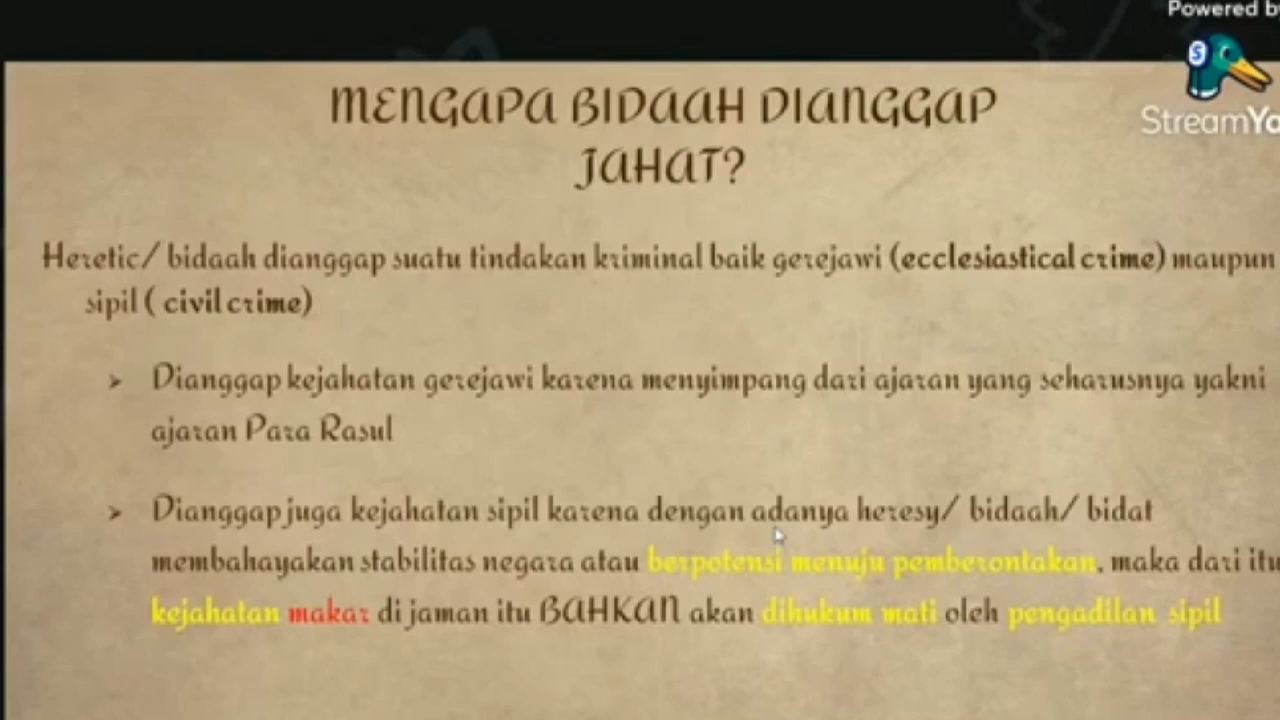 Powered by
StreamYa
MENGAPA BIDAAH DIANGGAP
JAHAT?
Heretic/ bidaah dianggap suatu tindakan kriminal baik gerejawi (ecclesiastical crime) maupun
sipil ( civil crime)
➢ Dianggap kejahatan gerejawi karena menyimpang dari ajaran yang seharusnya yakni
ajaran Para Rasul
➢ Dianggap juga kejahatan sipil karena dengan adanya heresy/ bidaah/ bidat
membahayakan stabilitas negara atau berpotensi menuju pemberontakan, maka dari itu
kejahatan makar di jaman itu BAHKAN akan dihukum mati oleh pengadilan sipil